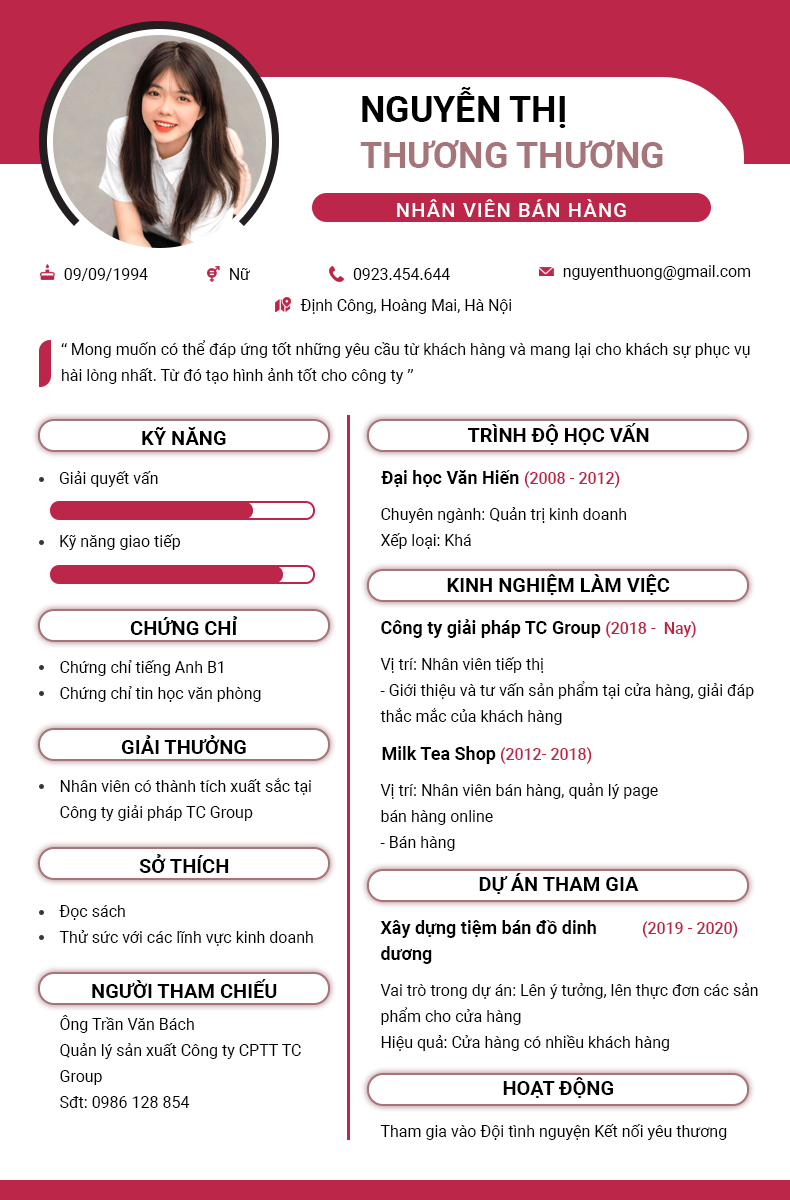 NGUYỄN THỊ
THƯƠNG THƯƠNG
NHÂN VIÊN BÁN HÀNG
09/09/1994
Nữ
0923.454.644
nguyenthuong@gmail.com
Định Công, Hoàng Mai, Hà Nội
“ Mong muốn có thể đáp ứng tốt những yêu cầu từ khách hàng và mang lại cho khách sự phục vụ
hài lòng nhất. Từ đó tạo hình ảnh tốt cho công ty ”
KỸ NĂNG
• Giải quyết vấn
• Kỹ năng giao tiếp
CHỨNG CHỈ
• Chứng chỉ tiếng Anh B1
• Chứng chỉ tin học văn phòng
GIẢI THƯỞNG
• Nhân viên có thành tích xuất sắc tại
Công ty giải pháp TC Group
SỞ THÍCH
• Đọc sách
• Thử sức với các lĩnh vực kinh doanh
NGƯỜI THAM CHIẾU
Ông Trần Văn Bách
Quản lý sản xuất Công ty CPTT TC
Group
Sđt: 0986 128 854
TRÌNH ĐỘ HỌC VẤN
Đại học Văn Hiến (2008 - 2012)
Chuyên ngành: Quản trị kinh doanh
Xếp loại: Khá
KINH NGHIỆM LÀM VIỆC
Công ty giải pháp TC Group (2018 - Nay)
Vị trí: Nhân viên tiếp thị
- Giới thiệu và tư vấn sản phẩm tại cửa hàng, giải đáp
thắc mắc của khách hàng
Milk Tea Shop (2012- 2018)
Vị trí: Nhân viên bán hàng, quản lý page
bán hàng online
- Bán hàng
DỰ ÁN THAM GIA
Xây dựng tiệm bán đồ dinh (2019 - 2020)
dương
Vai trò trong dự án: Lên ý tưởng, lên thực đơn các sản
phẩm cho cửa hàng
Hiệu quả: Cửa hàng có nhiều khách hàng
HOẠT ĐỘNG
Tham gia vào Đội tình nguyện Kết nối yêu thương